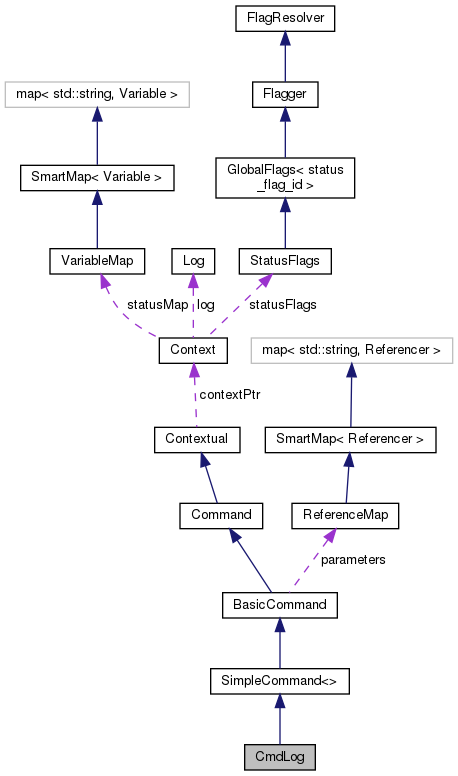 FlagResolver
map< std::string, Variable >
Flagger
SmartMap< Variable >
GlobalFlags< status
_flag_id >
VariableMap
Log
StatusFlags
statusMap
log
statusFlags
Context
map< std::string, Referencer >
contextPtr
Contextual
SmartMap< Referencer >
Command
ReferenceMap
parameters
BasicCommand
SimpleCommand<>
CmdLog